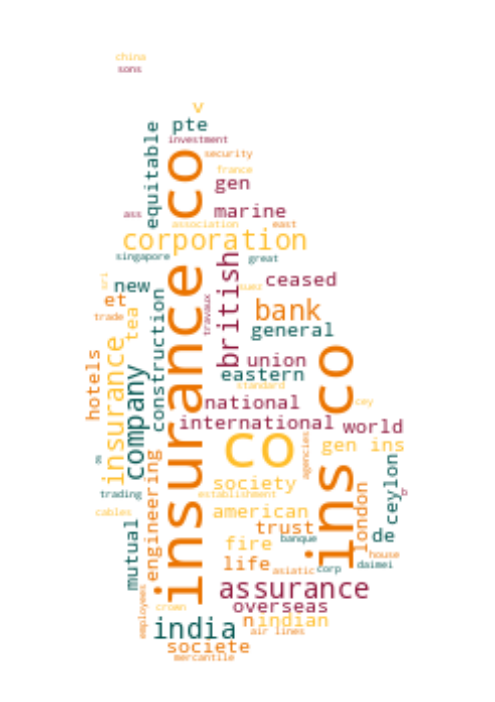 china
sons
v
pte
investment
equitable
insurance co
security
france
gen
ass
marine
association
east
corporation
singapore
great
british
ceased
sri
new
suez
et
trade
tea
construction
travaux
bank
general
hotels
insurance
company
union
eastern
standard
ins co
national
cey
international
world
co
gen ins
agencies
ceylon
engineering
trading
society
establishment
london
b
cables
american
mutual
trust
de
fire
banque
house
life
asiatic
corp
daimei
employees
assurance
crown
overseas
n
indian
india
air lines
societe
mercantile